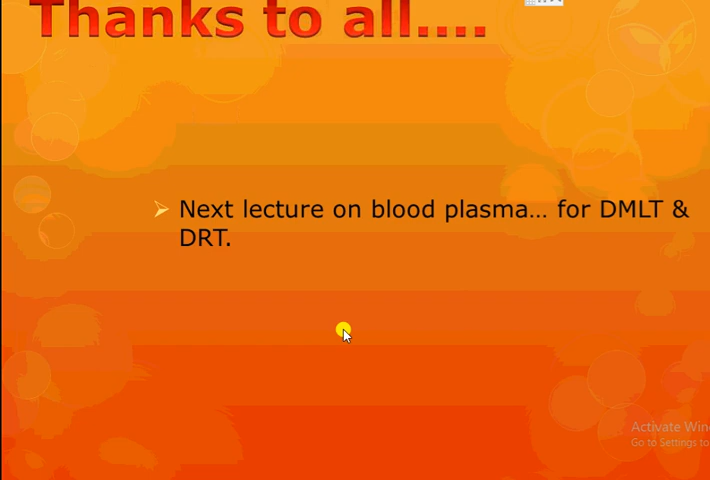 Thanks to all....
Next lecture on blood plasma... for DMLT &
DRT.
Activate Win
Go to Settings to